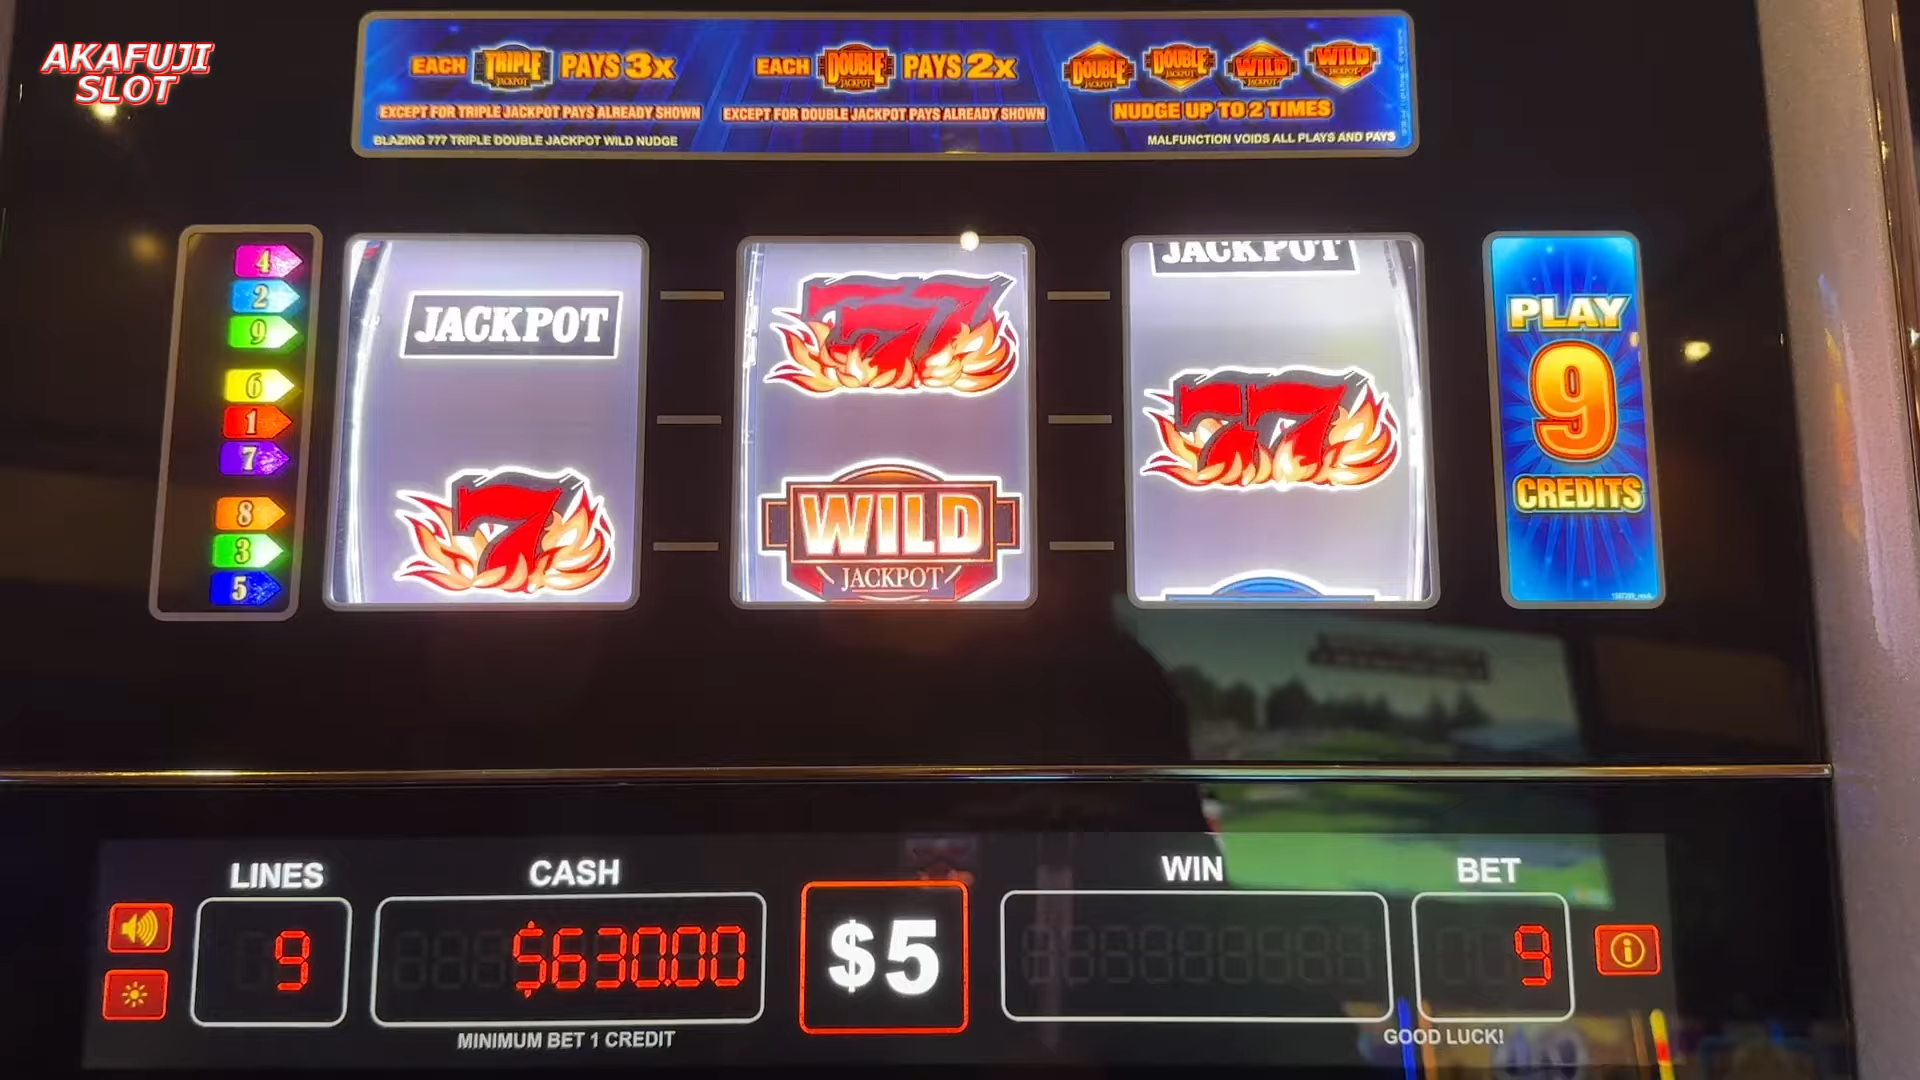 AKAFUJI
SLOT
EACH TRIPLE JACKPOT PAYS 3x
EXCEPT FOR TRIPLE JACKPOT PAYS ALREADY SHOWN
BLAZING 777 TRIPLE DOUBLE JACKPOT WILD NUDGE
EACH DOUBLE JACKPOT PAYS 2x
EXCEPT FOR DOUBLE JACKPOT PAYS ALREADY SHOWN
DOUBLE JACKPOT DOUBLE JACKPOT WILD JACKPOT WILD JACKPOT
NUDGE UP TO 2 TIMES
MALFUNCTION VOIDS ALL PLAYS AND PAYS
4
2
9
6
1
7
8
3
5
JACKPOT
7
77
WILD
JACKPOT
JACKPOT
77
PLAY
9
CREDITS
LINES
9
CASH
$630.00
MINIMUM BET 1 CREDIT
$5
WIN
BET
9
GOOD LUCK!